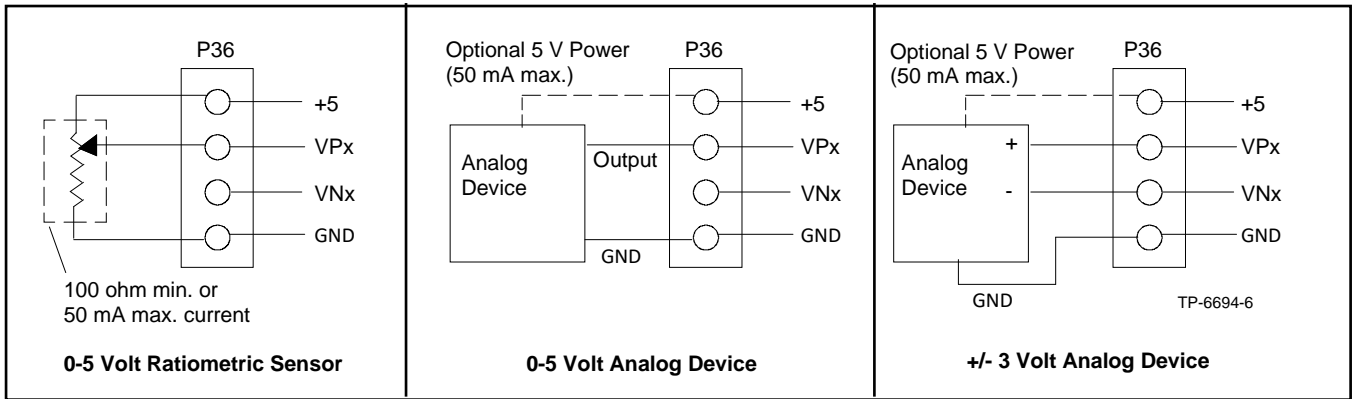 P36
+5
VPx
VNx
GND
100 ohm min. or
50 mA max. current
0-5 Volt Ratiometric Sensor
Optional 5 V Power
(50 mA max.)
P36
Analog
Device
Output
GND
+5
VPx
VNx
GND
0-5 Volt Analog Device
Optional 5 V Power
(50 mA max.)
P36
Analog
Device
+
-
GND
+5
VPx
VNx
GND
TP-6694-6
+/- 3 Volt Analog Device